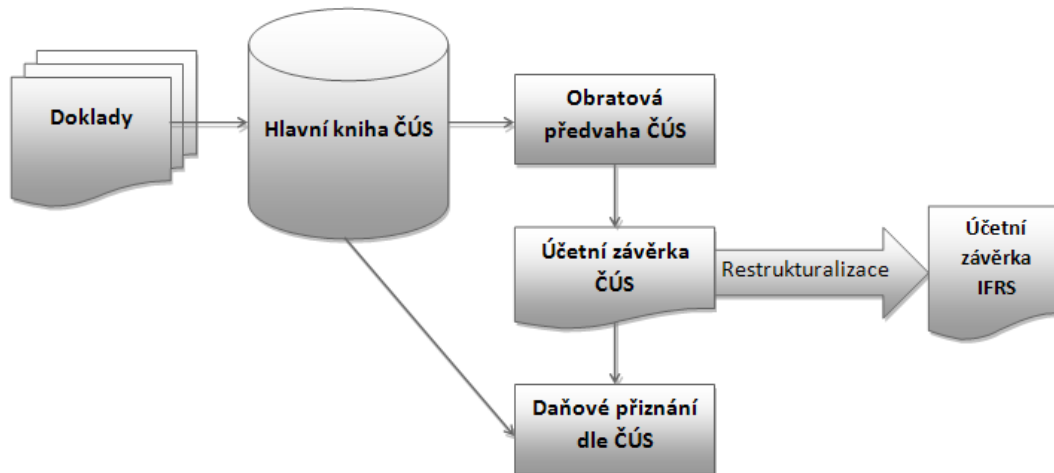 Doklady
Hlavní kniha ČÚS
Obratová
předvaha ČÚS
Účetní závěrka
ČÚS
Restrukturalizace
Účetní
závěrka
IFRS
Daňové přiznání
dle ČÚS